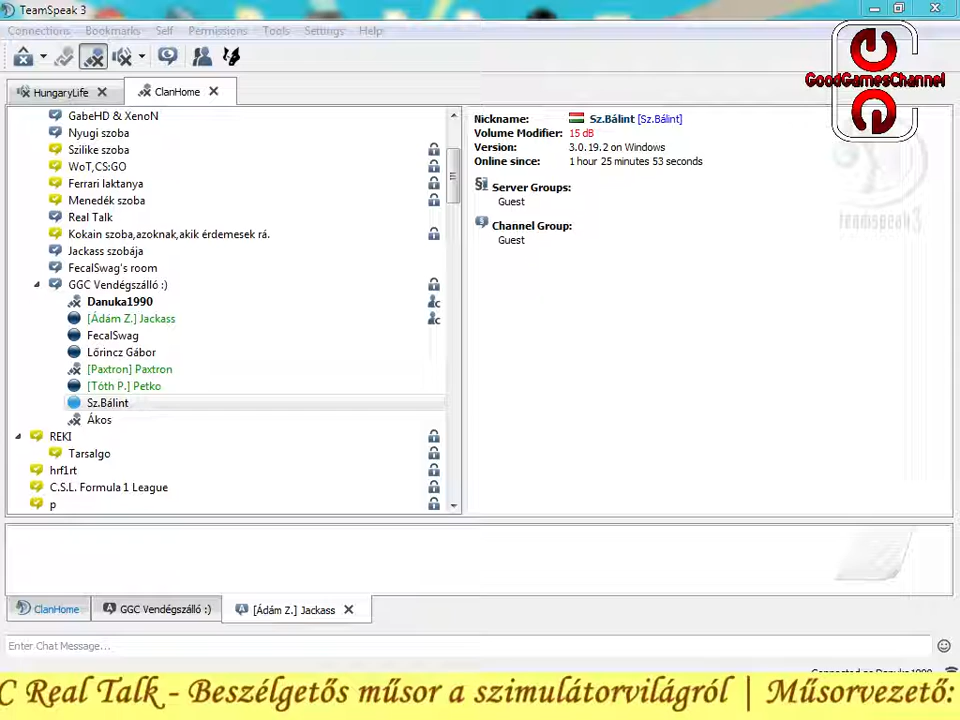 TeamSpeak 3
Connections Bookmarks Self Permissions Tools Settings Help
GoodGamesChannel
HungaryLife ClanHome
GabeHD & XenoN
Nyugi szoba
Szilike szoba
WoT,CS:GO
Ferrari laktanya
Menedék szoba
Real Talk
Kokain szoba,azoknak,akik érdemesek rá.
Jackass szobája
FecalSwag's room
GGC Vendégszálló :)
Danuka1990
[Ádám Z.] Jackass
FecalSwag
Lőrincz Gábor
[Paxtron] Paxtron
[Tóth P.] Petko
Sz.Bálint
Ákos
REKI
Tarsalgo
hrf1rt
C.S.L. Formula 1 League
p
Nickname: Sz.Bálint [Sz.Bálint]
Volume Modifier: 15 dB
Version: 3.0.19.2 on Windows
Online since: 1 hour 25 minutes 53 seconds
Server Groups:
Guest
Channel Group:
Guest
teamspeak3
ClanHome GGC Vendégszálló :) [Ádám Z.] Jackass
Enter Chat Message...
Connected as Danuka1990
C Real Talk - Beszélgetős műsor a szimulátorvilágról | Műsorvezető: